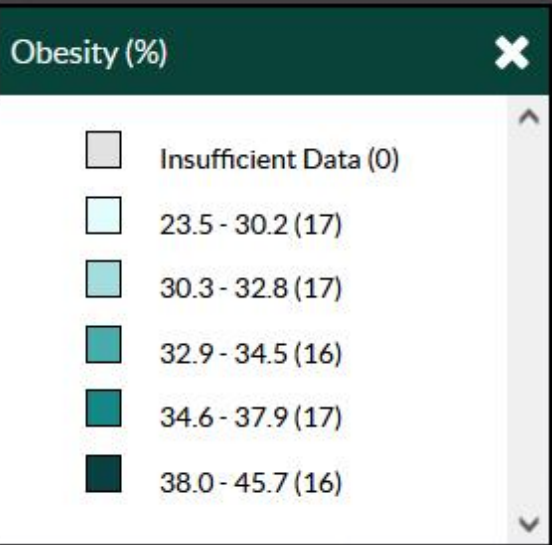 Obesity (%)
Insufficient Data (0)
23.5 - 30.2 (17)
30.3 - 32.8 (17)
32.9 - 34.5 (16)
34.6 - 37.9 (17)
38.0 - 45.7 (16)